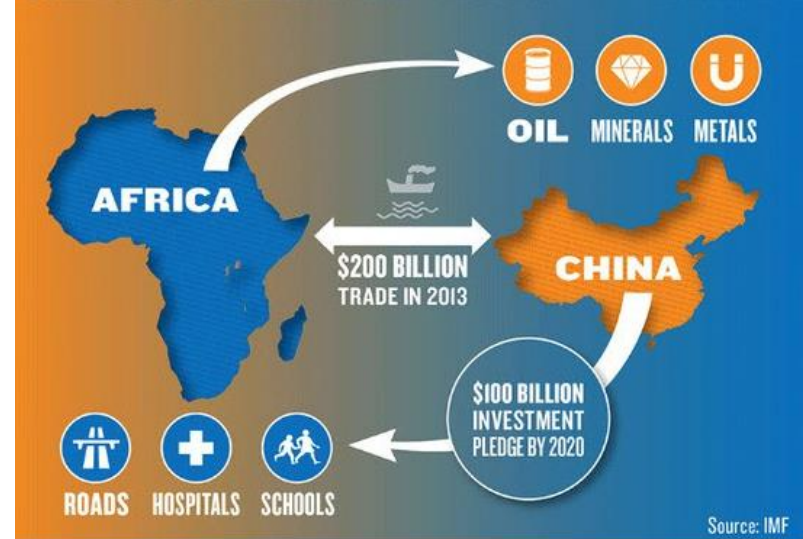 OIL
MINERALS
METALS
AFRICA
$200 BILLION
TRADE IN 2013
CHINA
$100 BILLION
INVESTMENT
PLEDGE BY 2020
ROADS
HOSPITALS
SCHOOLS
Source: IMF